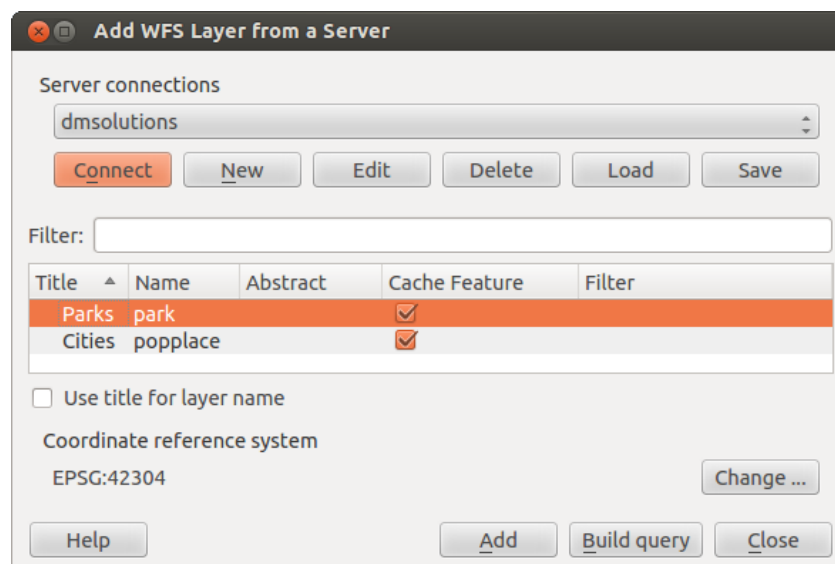 Add WFS Layer from a Server
Server connections
dmsolutions
Connect New Edit Delete Load Save
Filter:
Title Name Abstract Cache Feature Filter
Parks park
Cities popplace
Use title for layer name
Coordinate reference system
EPSG:42304 Change ...
Help Add Build query Close